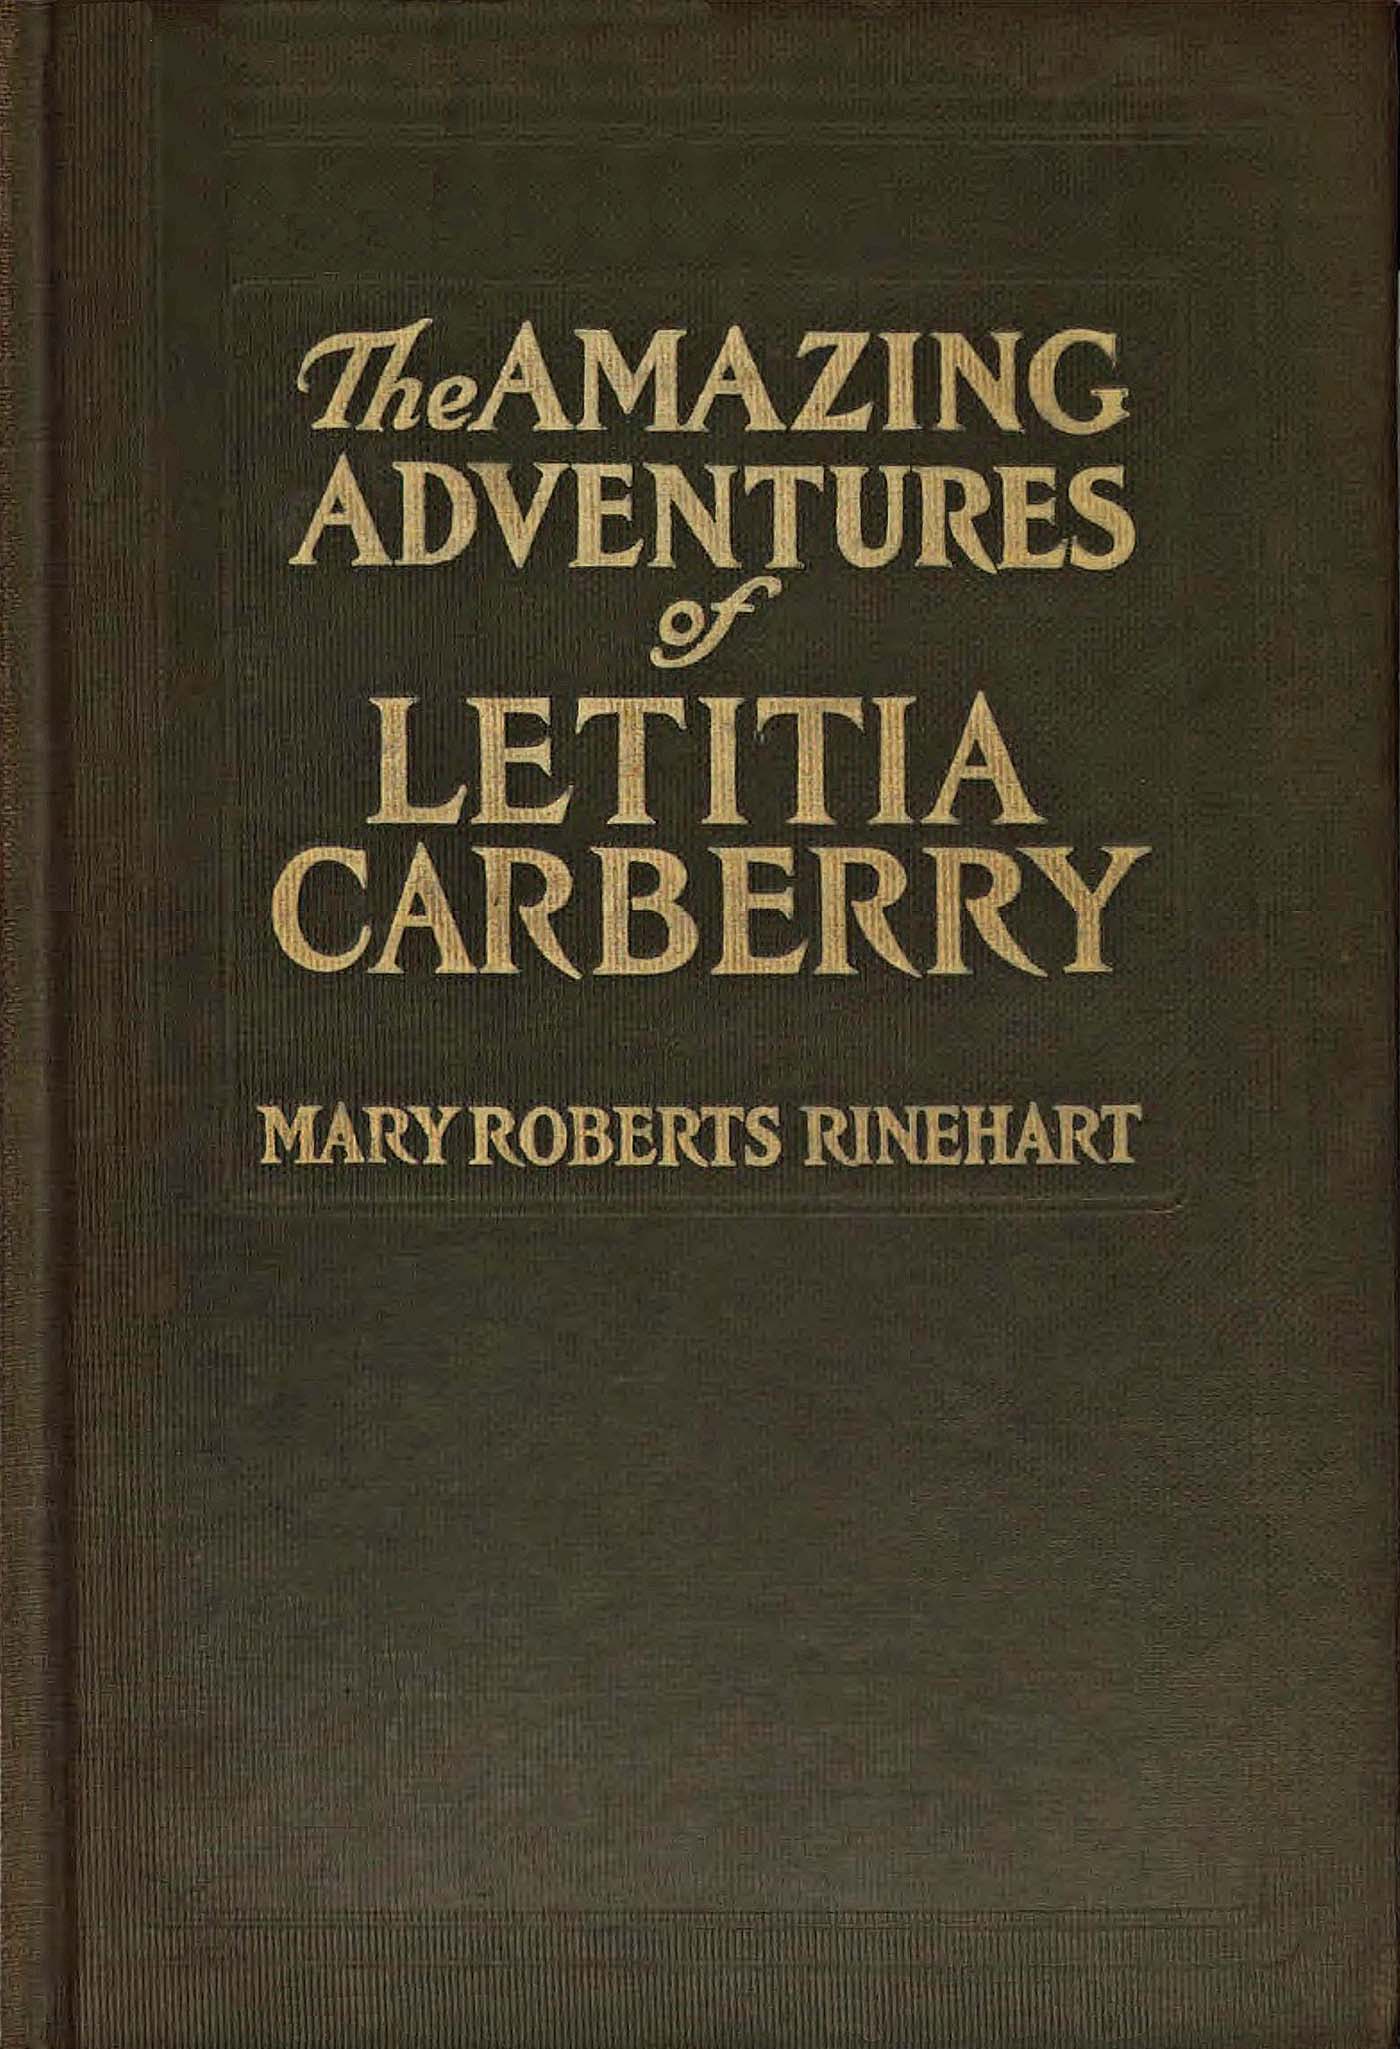 The AMAZING
ADVENTURES
of
LETITIA
CARBERRY
MARY ROBERTS RINEHART